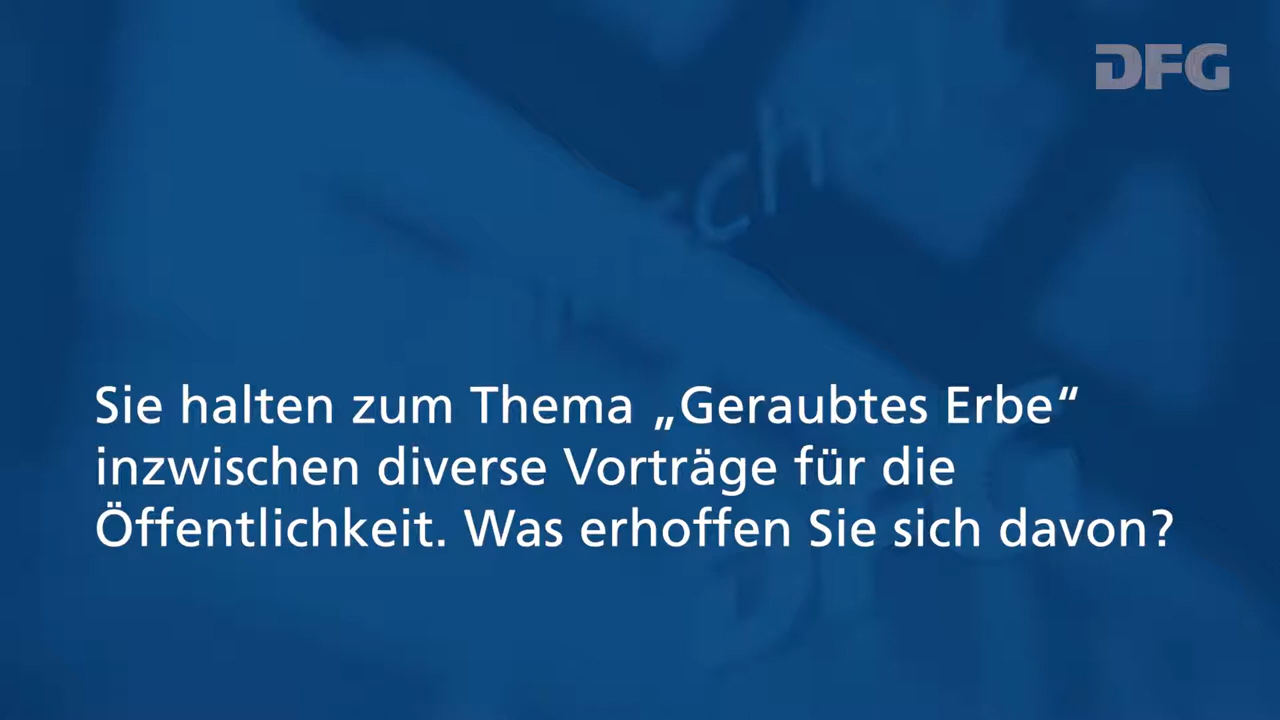 DFG
Sie halten zum Thema „Geraubtes Erbe“
inzwischen diverse Vorträge für die
Öffentlichkeit. Was erhoffen Sie sich davon?